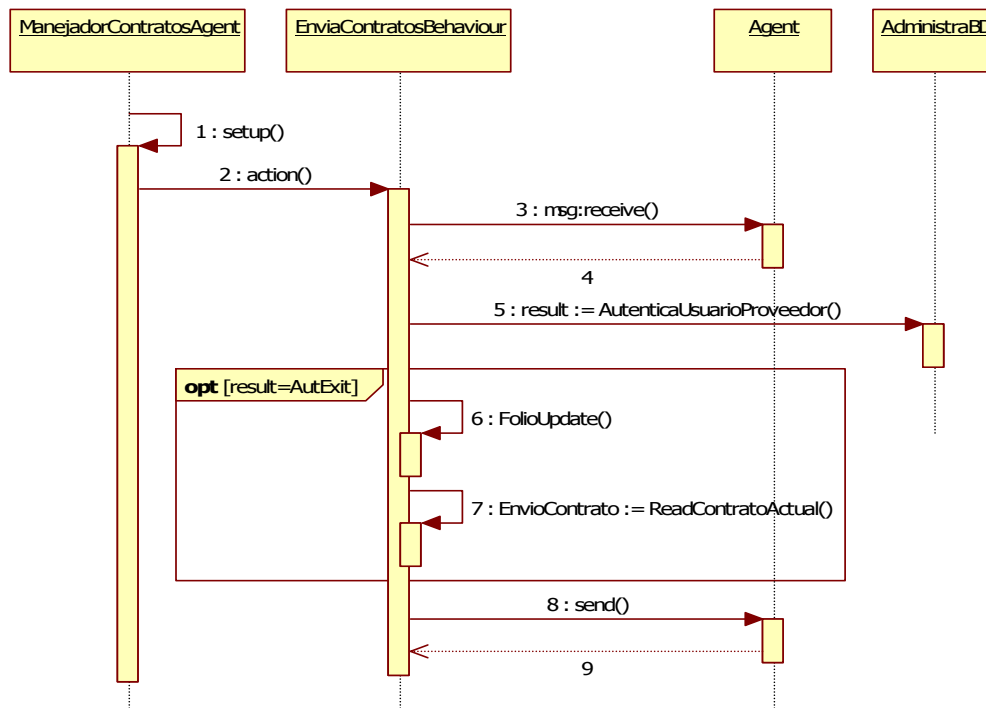 ManejadorContratosAgent
EnviaContratosBehaviour
Agent
AdministraBD
1 : setup()
2 : action()
3 : msg:receive()
4
5 : result := AutenticaUsuarioProveedor()
opt [result=AutExit]
6 : FolioUpdate()
7 : EnvioContrato := ReadContratoActual()
8 : send()
9